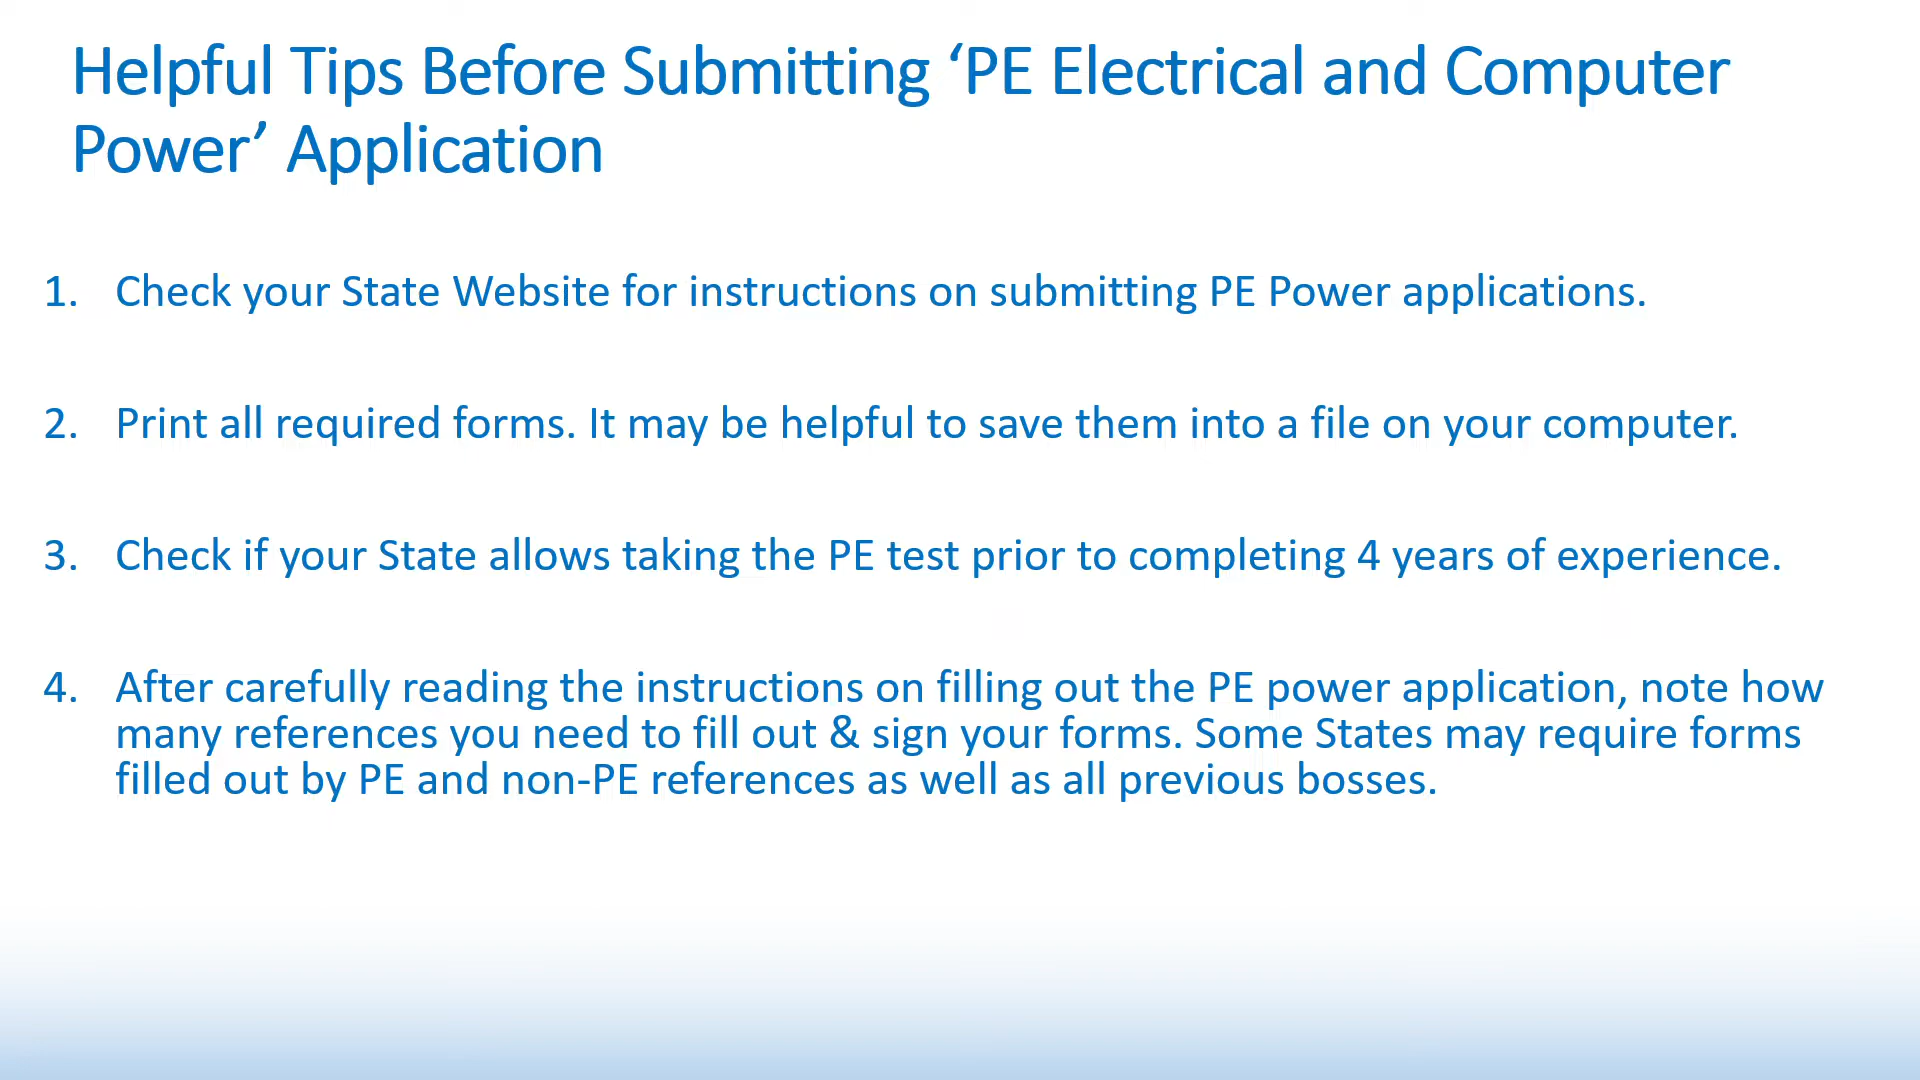 Helpful Tips Before Submitting ‘PE Electrical and Computer
Power’ Application
1. Check your State Website for instructions on submitting PE Power applications.
2. Print all required forms. It may be helpful to save them into a file on your computer.
3. Check if your State allows taking the PE test prior to completing 4 years of experience.
4. After carefully reading the instructions on filling out the PE power application, note how
many references you need to fill out & sign your forms. Some States may require forms
filled out by PE and non-PE references as well as all previous bosses.